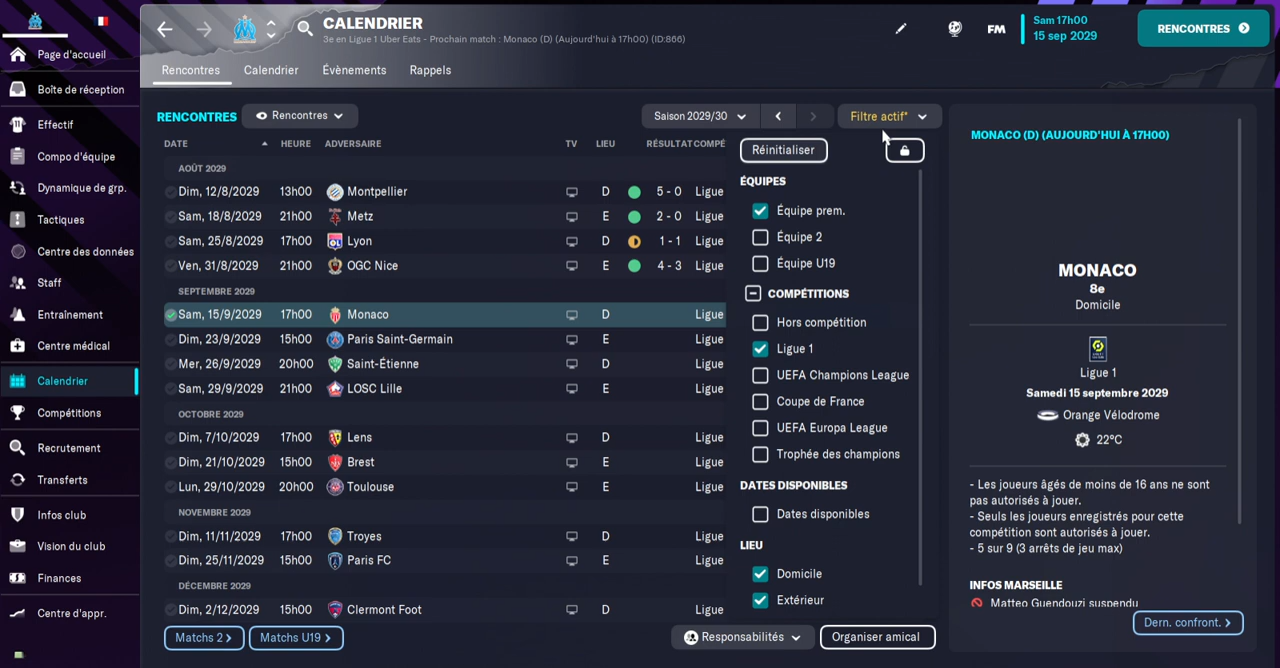 CALENDRIER
3e en Ligue 1 Uber Eats - Prochain match : Monaco (D) (Aujourd'hui à 17h00) (ID:866)
FM
Sam 17h00
15 sep 2029
RENCONTRES
Rencontres Calendrier Évènements Rappels
Page d'accueil
Boîte de réception
Effectif
Compo d'équipe
Dynamique de grp.
Tactiques
Centre des données
Staff
Entraînement
Centre médical
Calendrier
Compétitions
Recrutement
Transferts
Infos club
Vision du club
Finances
Centre d'appr.
RENCONTRES Rencontres Saison 2029/30 Filtre actif*
DATE HEURE ADVERSAIRE TV LIEU RÉSULTAT COMPÉ
AOÛT 2029
Dim, 12/8/2029 13h00 Montpellier D 5 - 0 Ligue
Sam, 18/8/2029 21h00 Metz E 2 - 0 Ligue
Sam, 25/8/2029 17h00 Lyon D 1 - 1 Ligue
Ven, 31/8/2029 21h00 OGC Nice E 4 - 3 Ligue
SEPTEMBRE 2029
Sam, 15/9/2029 17h00 Monaco D Ligue
Dim, 23/9/2029 15h00 Paris Saint-Germain E Ligue
Mer, 26/9/2029 20h00 Saint-Étienne D Ligue
Sam, 29/9/2029 21h00 LOSC Lille E Ligue
OCTOBRE 2029
Dim, 7/10/2029 17h00 Lens D Ligue
Dim, 21/10/2029 15h00 Brest E Ligue
Lun, 29/10/2029 20h00 Toulouse E Ligue
NOVEMBRE 2029
Dim, 11/11/2029 17h00 Troyes D Ligue
Dim, 25/11/2029 15h00 Paris FC E Ligue
DÉCEMBRE 2029
Dim, 2/12/2029 15h00 Clermont Foot D Ligue
Matchs 2 Matchs U19 Responsabilités Organiser amical
Réinitialiser
ÉQUIPES
Équipe prem.
Équipe 2
Équipe U19
COMPÉTITIONS
Hors compétition
Ligue 1
UEFA Champions League
Coupe de France
UEFA Europa League
Trophée des champions
DATES DISPONIBLES
Dates disponibles
LIEU
Domicile
Extérieur
MONACO (D) (AUJOURD'HUI À 17H00)
MONACO
8e
Domicile
Ligue 1
Samedi 15 septembre 2029
Orange Vélodrome
22°C
- Les joueurs âgés de moins de 16 ans ne sont
pas autorisés à jouer.
- Seuls les joueurs enregistrés pour cette
compétition sont autorisés à jouer.
- 5 sur 9 (3 arrêts de jeu max)
INFOS MARSEILLE
Matteo Guendouzi suspendu
Dern. confront.